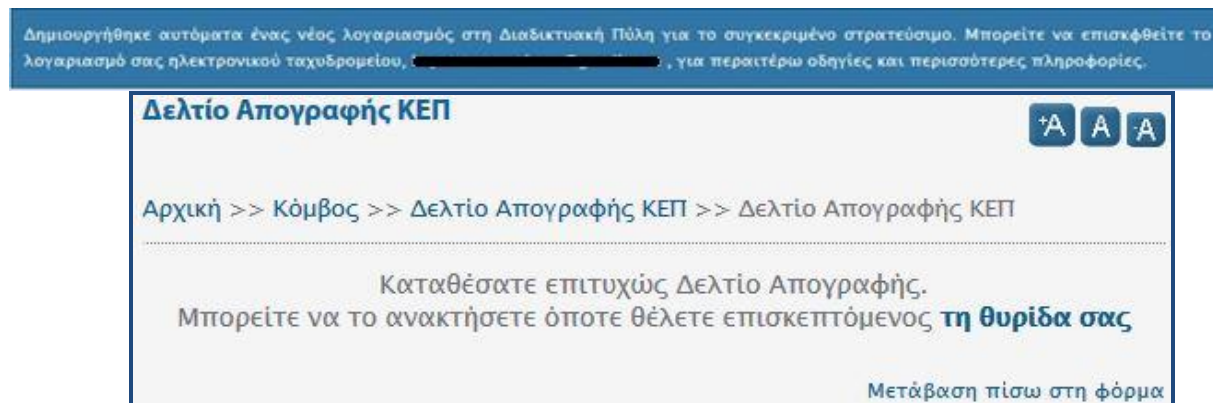 Δημιουργήθηκε αυτόματα ένας νέος λογαριασμός στη Διαδικτυακή Πύλη για το συγκεκριμένο στρατεύσιμο. Μπορείτε να επισκφθείτε το
λογαριασμό σας ηλεκτρονικού ταχυδρομείου, , για περαιτέρω οδηγίες και περισσότερες πληροφορίες.
Δελτίο Απογραφής ΚΕΠ
+A A -A
Αρχική >> Κόμβος >> Δελτίο Απογραφής ΚΕΠ >> Δελτίο Απογραφής ΚΕΠ
Καταθέσατε επιτυχώς Δελτίο Απογραφής.
Μπορείτε να το ανακτήσετε όποτε θέλετε επισκεπτόμενος τη θυρίδα σας
Μετάβαση πίσω στη φόρμα